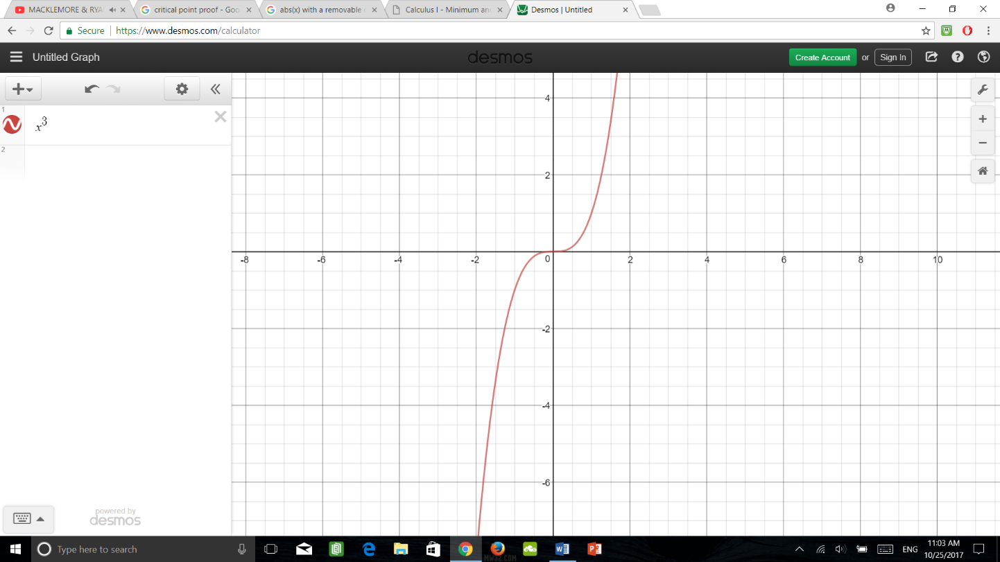 MACKLEMORE & RYA
critical point proof - Goo
abs(x) with a removable
Calculus I - Minimum an
Desmos | Untitled
Secure | https://www.desmos.com/calculator
Untitled Graph
desmos
Create Account or Sign In
1
x^3
2
4
2
-8 -6 -4 -2 0 2 4 6 8 10
-2
-4
-6
powered by
desmos
Type here to search
MWSZ.COM
ENG
11:03 AM
10/25/2017